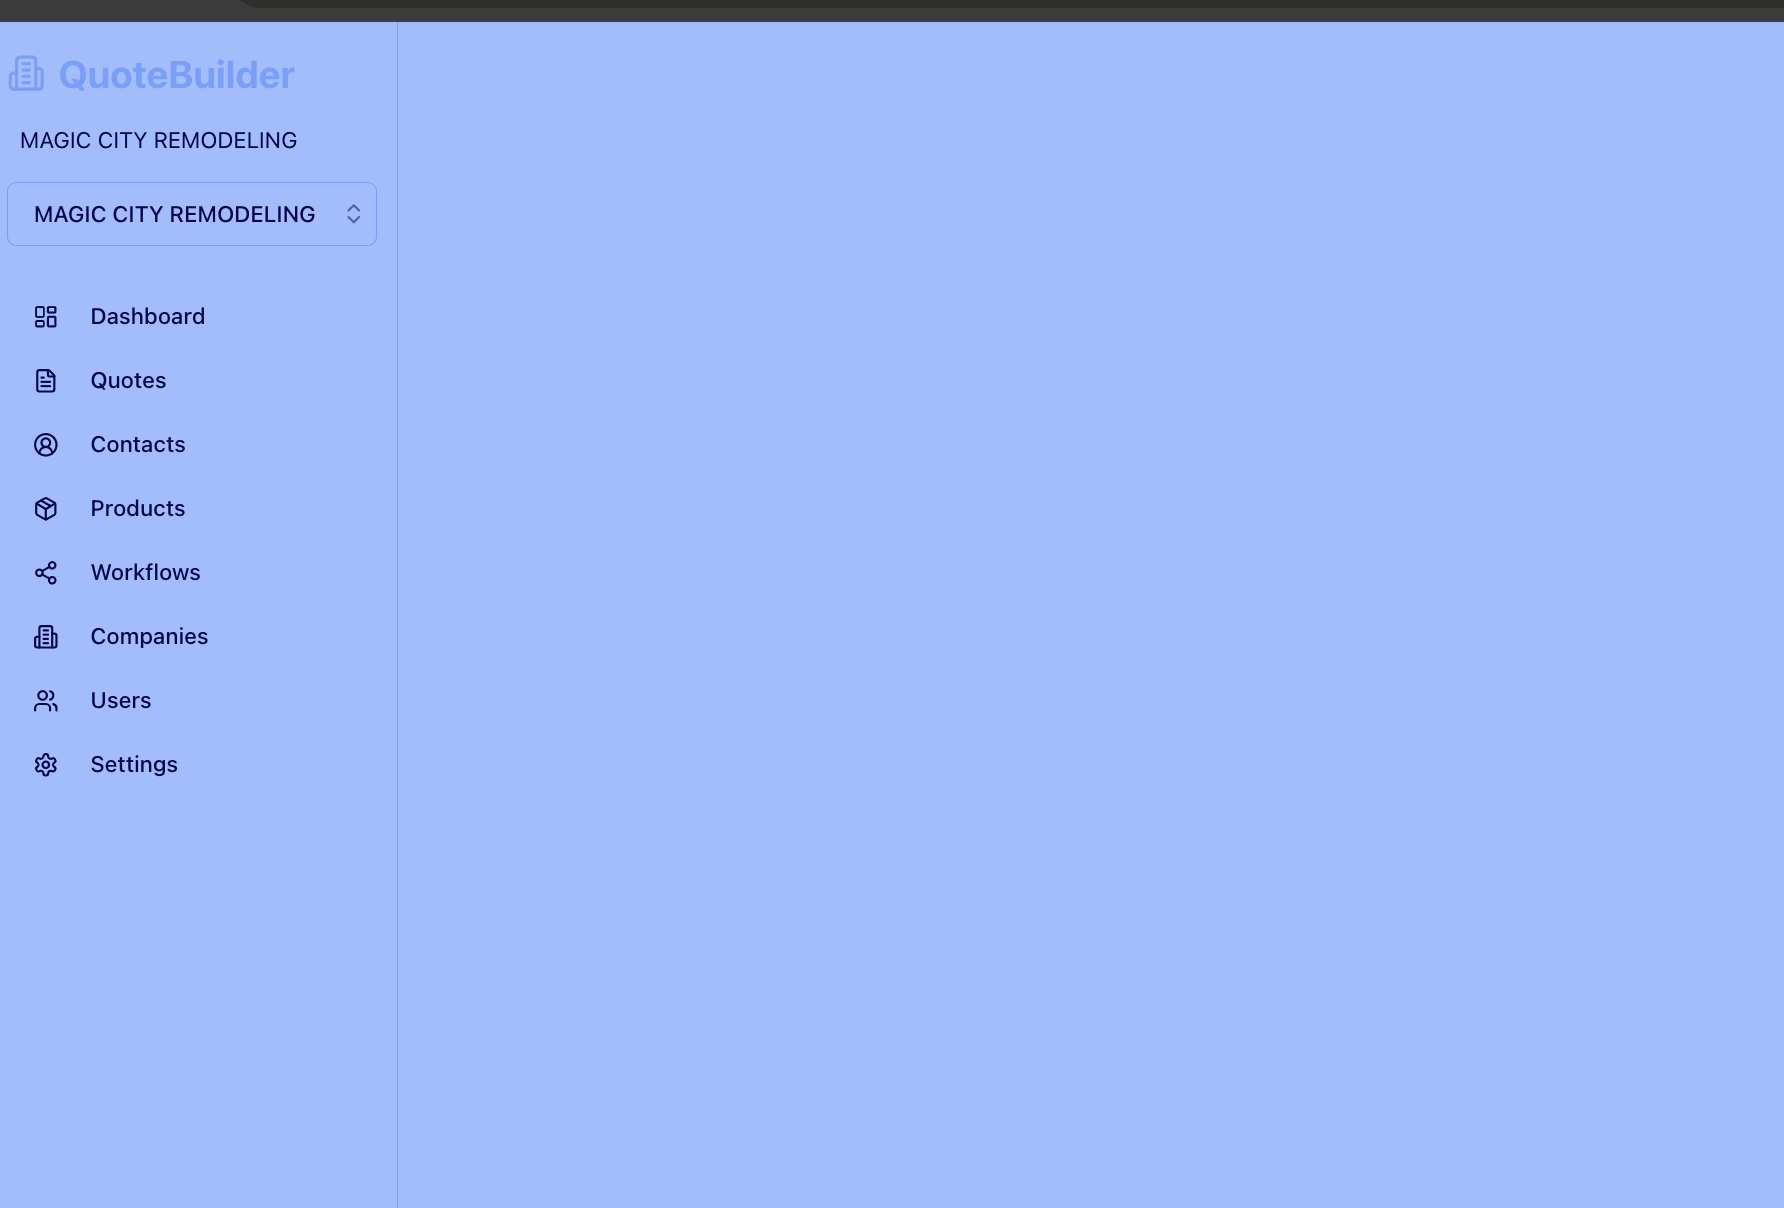 QuoteBuilder
MAGIC CITY REMODELING
MAGIC CITY REMODELING
Dashboard
Quotes
Contacts
Products
Workflows
Companies
Users
Settings